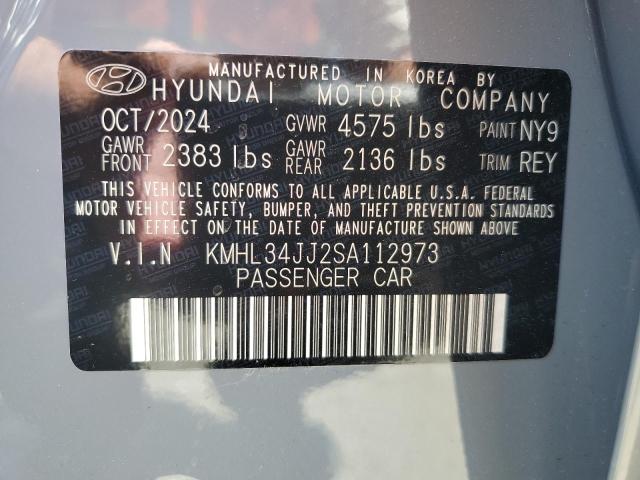 MANUFACTURED IN KOREA BY
HYUNDAI MOTOR COMPANY
OCT/2024 GVWR 4575 lbs PAINT NY9
GAWR FRONT 2383 lbs GAWR REAR 2136 lbs TRIM REY
THIS VEHICLE CONFORMS TO ALL APPLICABLE U.S.A. FEDERAL
MOTOR VEHICLE SAFETY, BUMPER, AND THEFT PREVENTION STANDARDS
IN EFFECT ON THE DATE OF MANUFACTURE SHOWN ABOVE.
V.I.N KMHL34JJ2SA112973
PASSENGER CAR